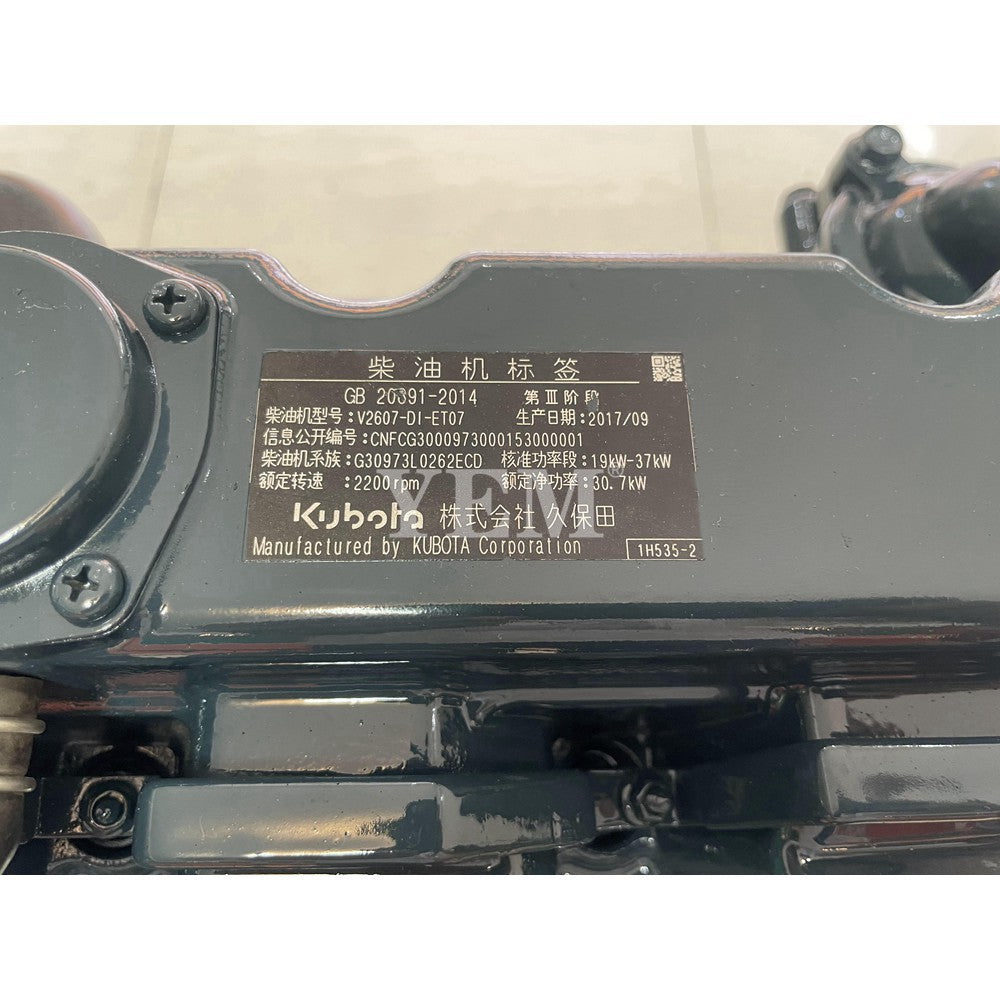 柴油机标签
GB 20891-2014 第Ⅲ阶段
柴油机型号:V2607-DI-ET07 生产日期:2017/09
信息公开编号:CNFCG3000973000153000001
柴油机系族:G30973L0262ECD 核准功率段:19kW-37kW
额定转速:2200rpm 额定净功率:30.7kW
YEM®
Kubota 株式会社 久保田
Manufactured by KUBOTA Corporation 1H535-2